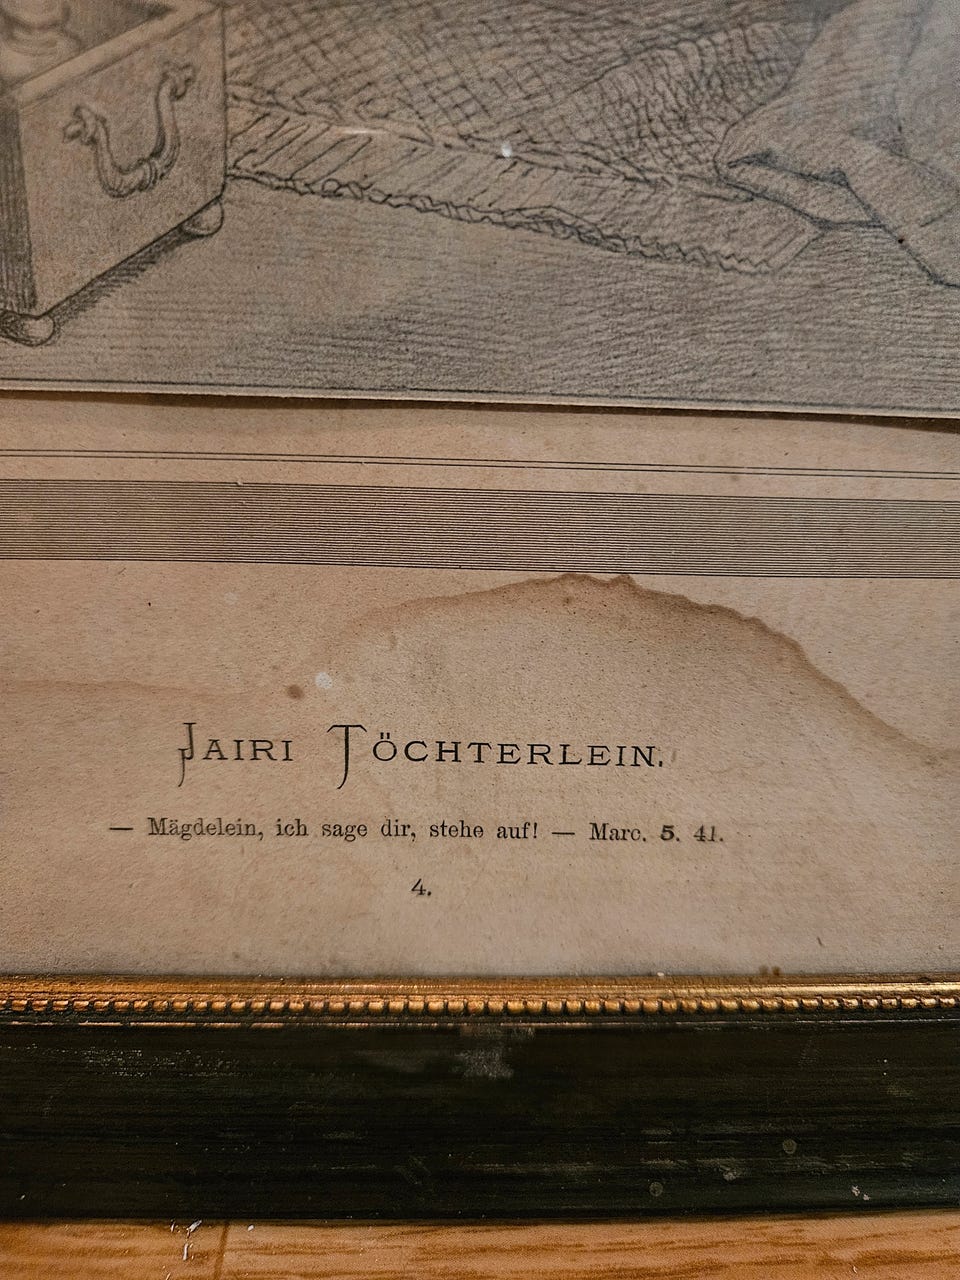 JAIRI TÖCHTERLEIN.
— Mägdelein, ich sage dir, stehe auf! — Marc. 5. 41.
4.